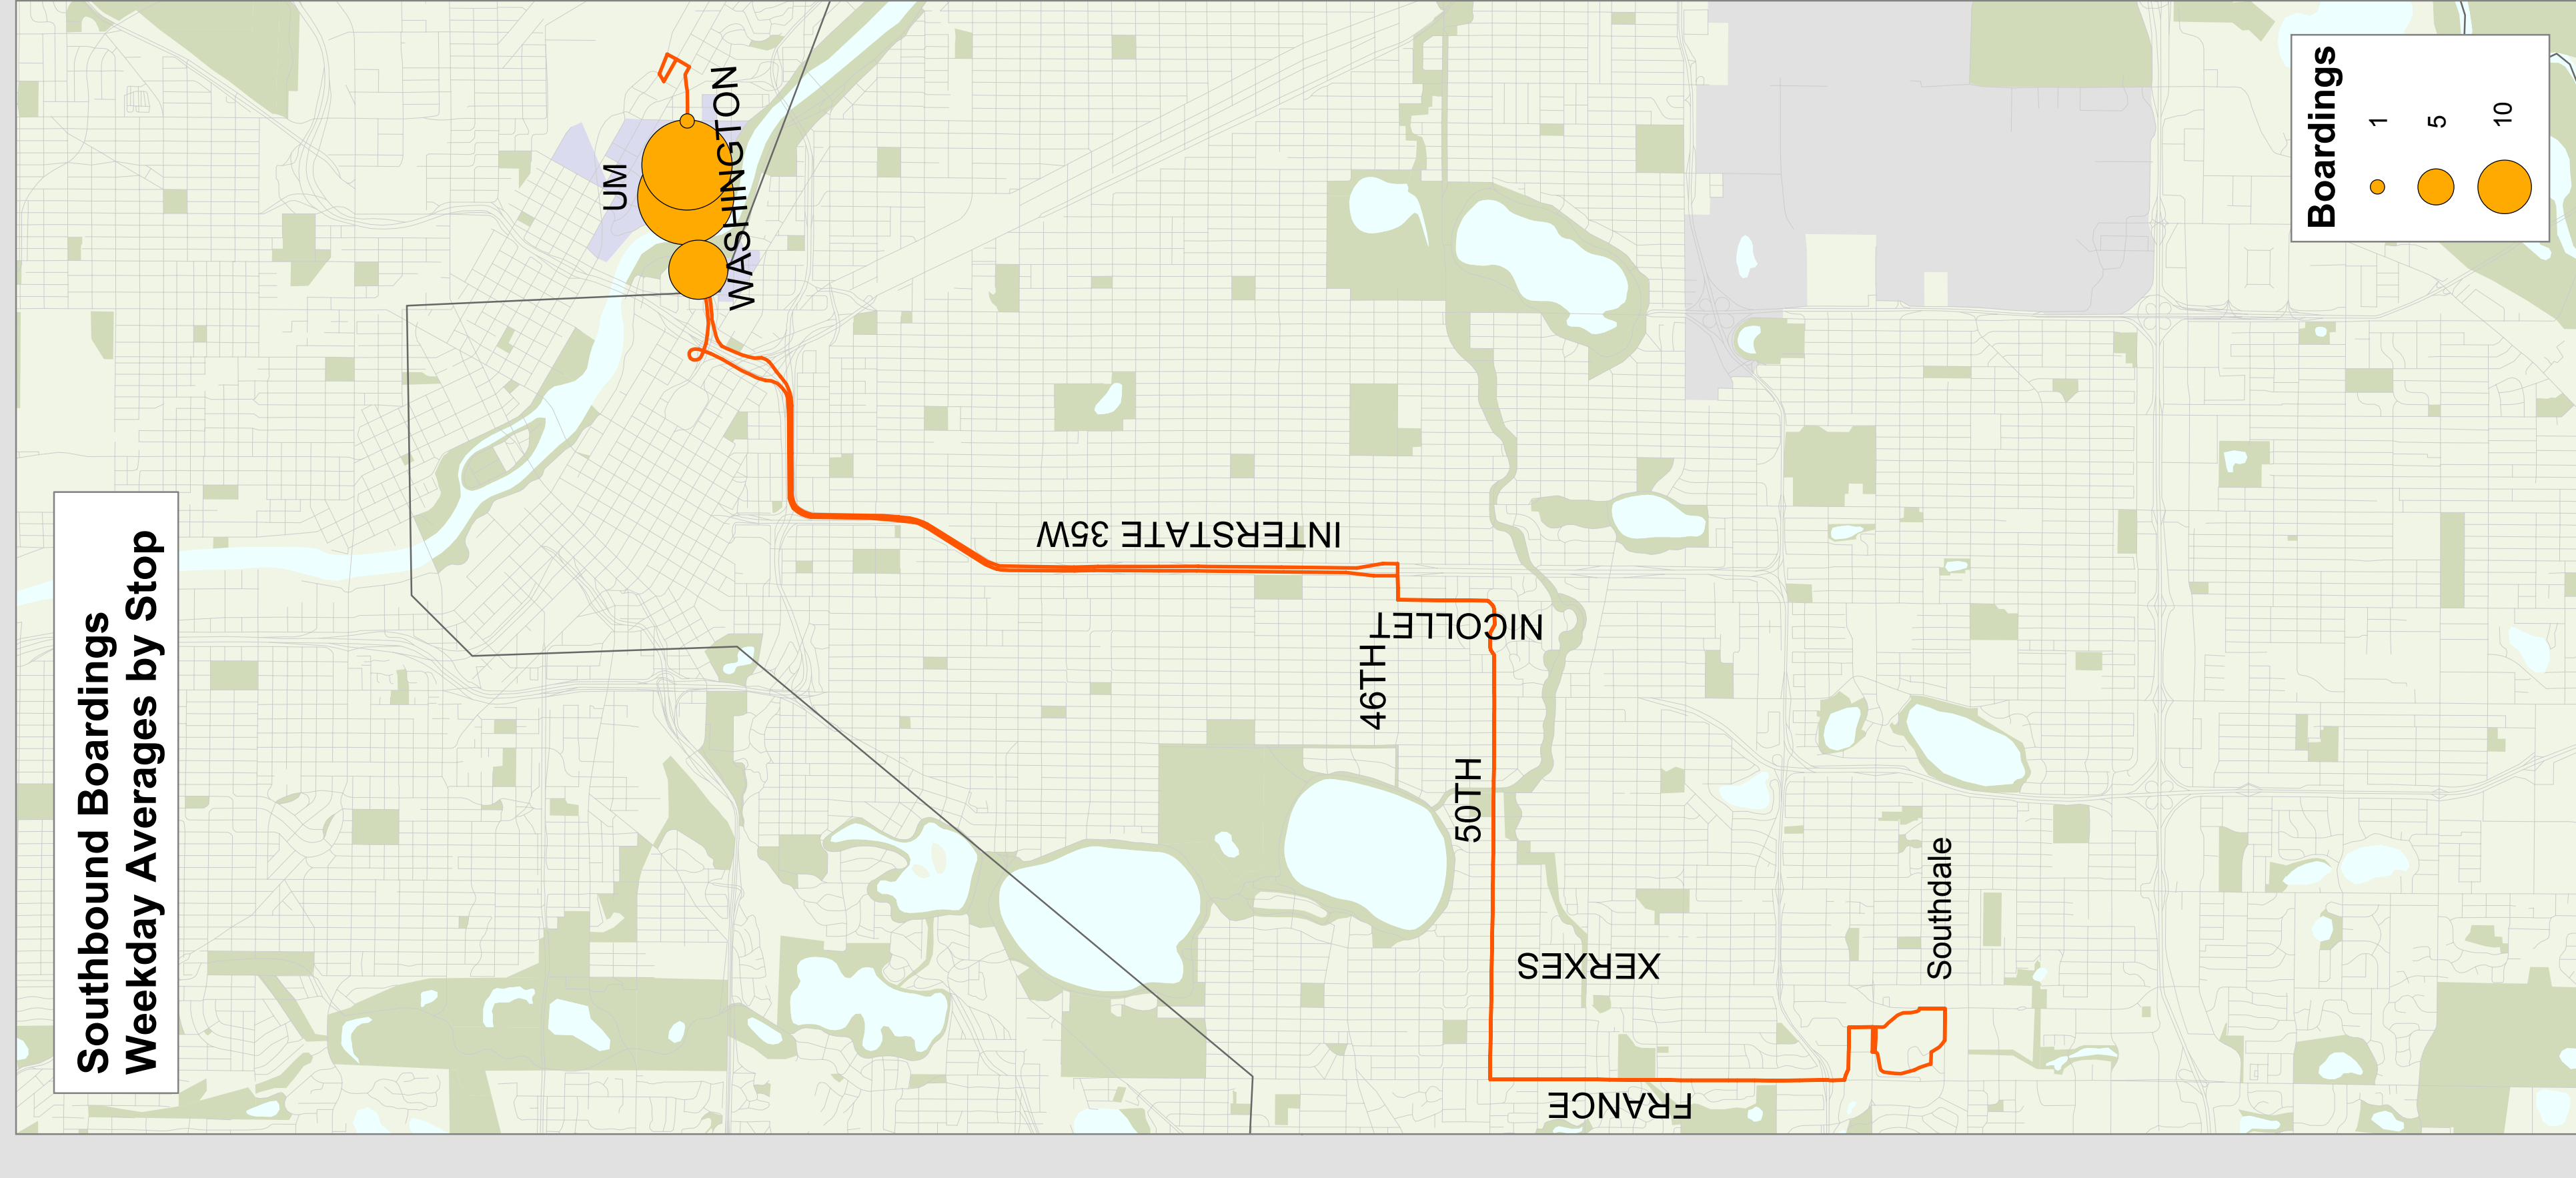 Southbound Boardings
Weekday Averages by Stop
UM
WASHINGTON
INTERSTATE 35W
NICOLLET
46TH
50TH
XERXES
FRANCE
Southdale
Boardings
1
5
10